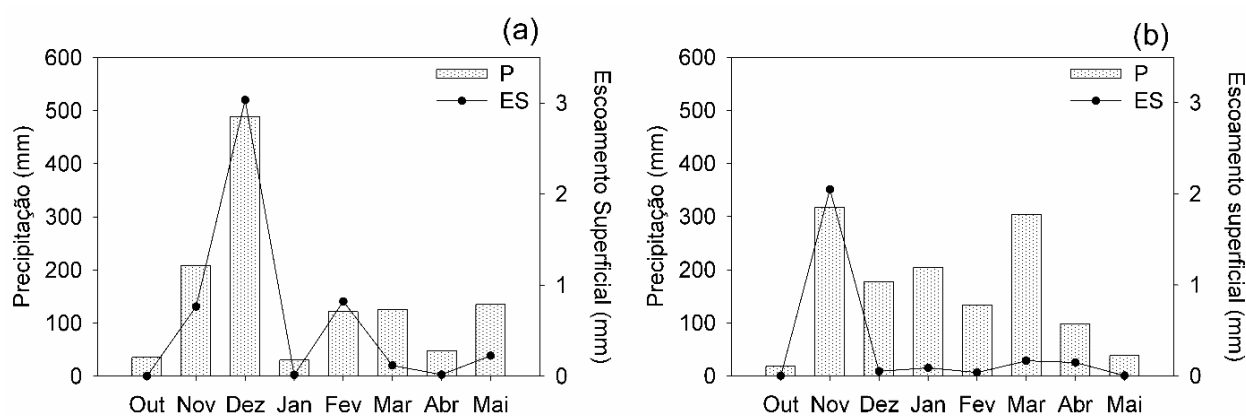 (a)
600
500
400
300
200
100
0
Precipitação (mm)
P
ES
3
2
1
0
Escoamento Superficial (mm)
Out Nov Dez Jan Fev Mar Abr Mai
(b)
600
500
400
300
200
100
0
Precipitação (mm)
P
ES
3
2
1
0
Escoamento superficial (mm)
Out Nov Dez Jan Fev Mar Abr Mai